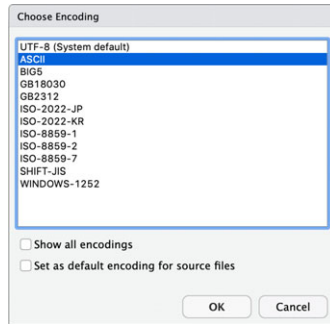 Choose Encoding
UTF-8 (System default)
ASCII
BIG5
GB18030
GB2312
ISO-2022-JP
ISO-2022-KR
ISO-8859-1
ISO-8859-2
ISO-8859-7
SHIFT-JIS
WINDOWS-1252
Show all encodings
Set as default encoding for source files
OK Cancel